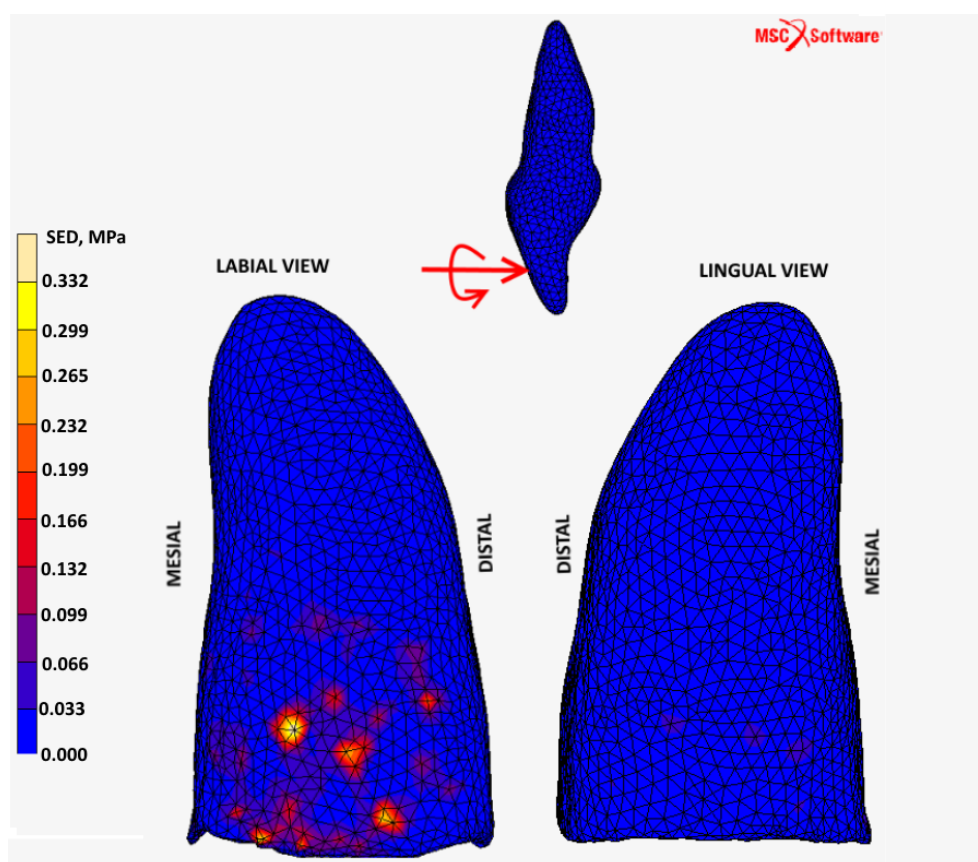 MSC Software
SED, MPa
LABIAL VIEW
LINGUAL VIEW
0.332
0.299
0.265
0.232
0.199
0.166
0.132
0.099
0.066
0.033
0.000
MESIAL
DISTAL
DISTAL
MESIAL